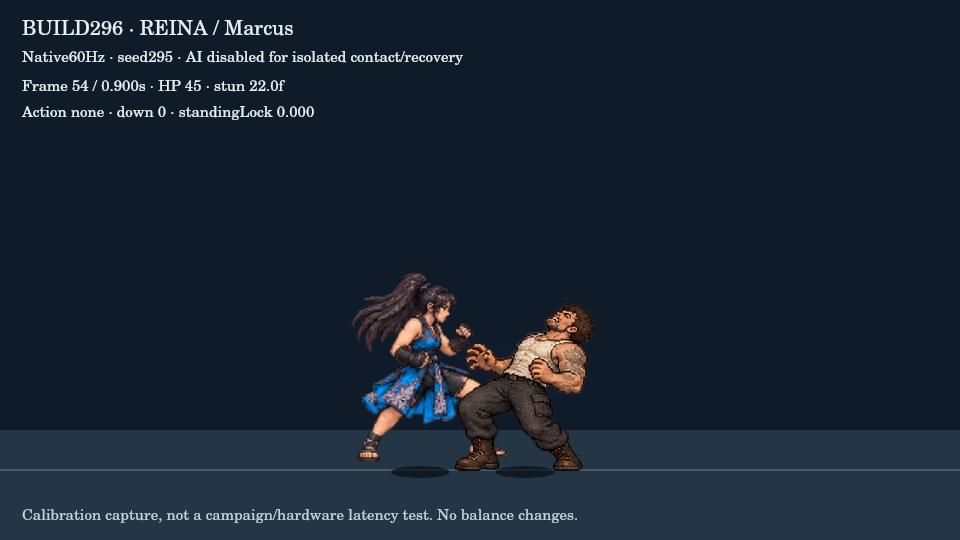 BUILD296 · REINA / Marcus
Native60Hz · seed295 · AI disabled for isolated contact/recovery
Frame 54 / 0.900s · HP 45 · stun 22.0f
Action none · down 0 · standingLock 0.000
Calibration capture, not a campaign/hardware latency test. No balance changes.